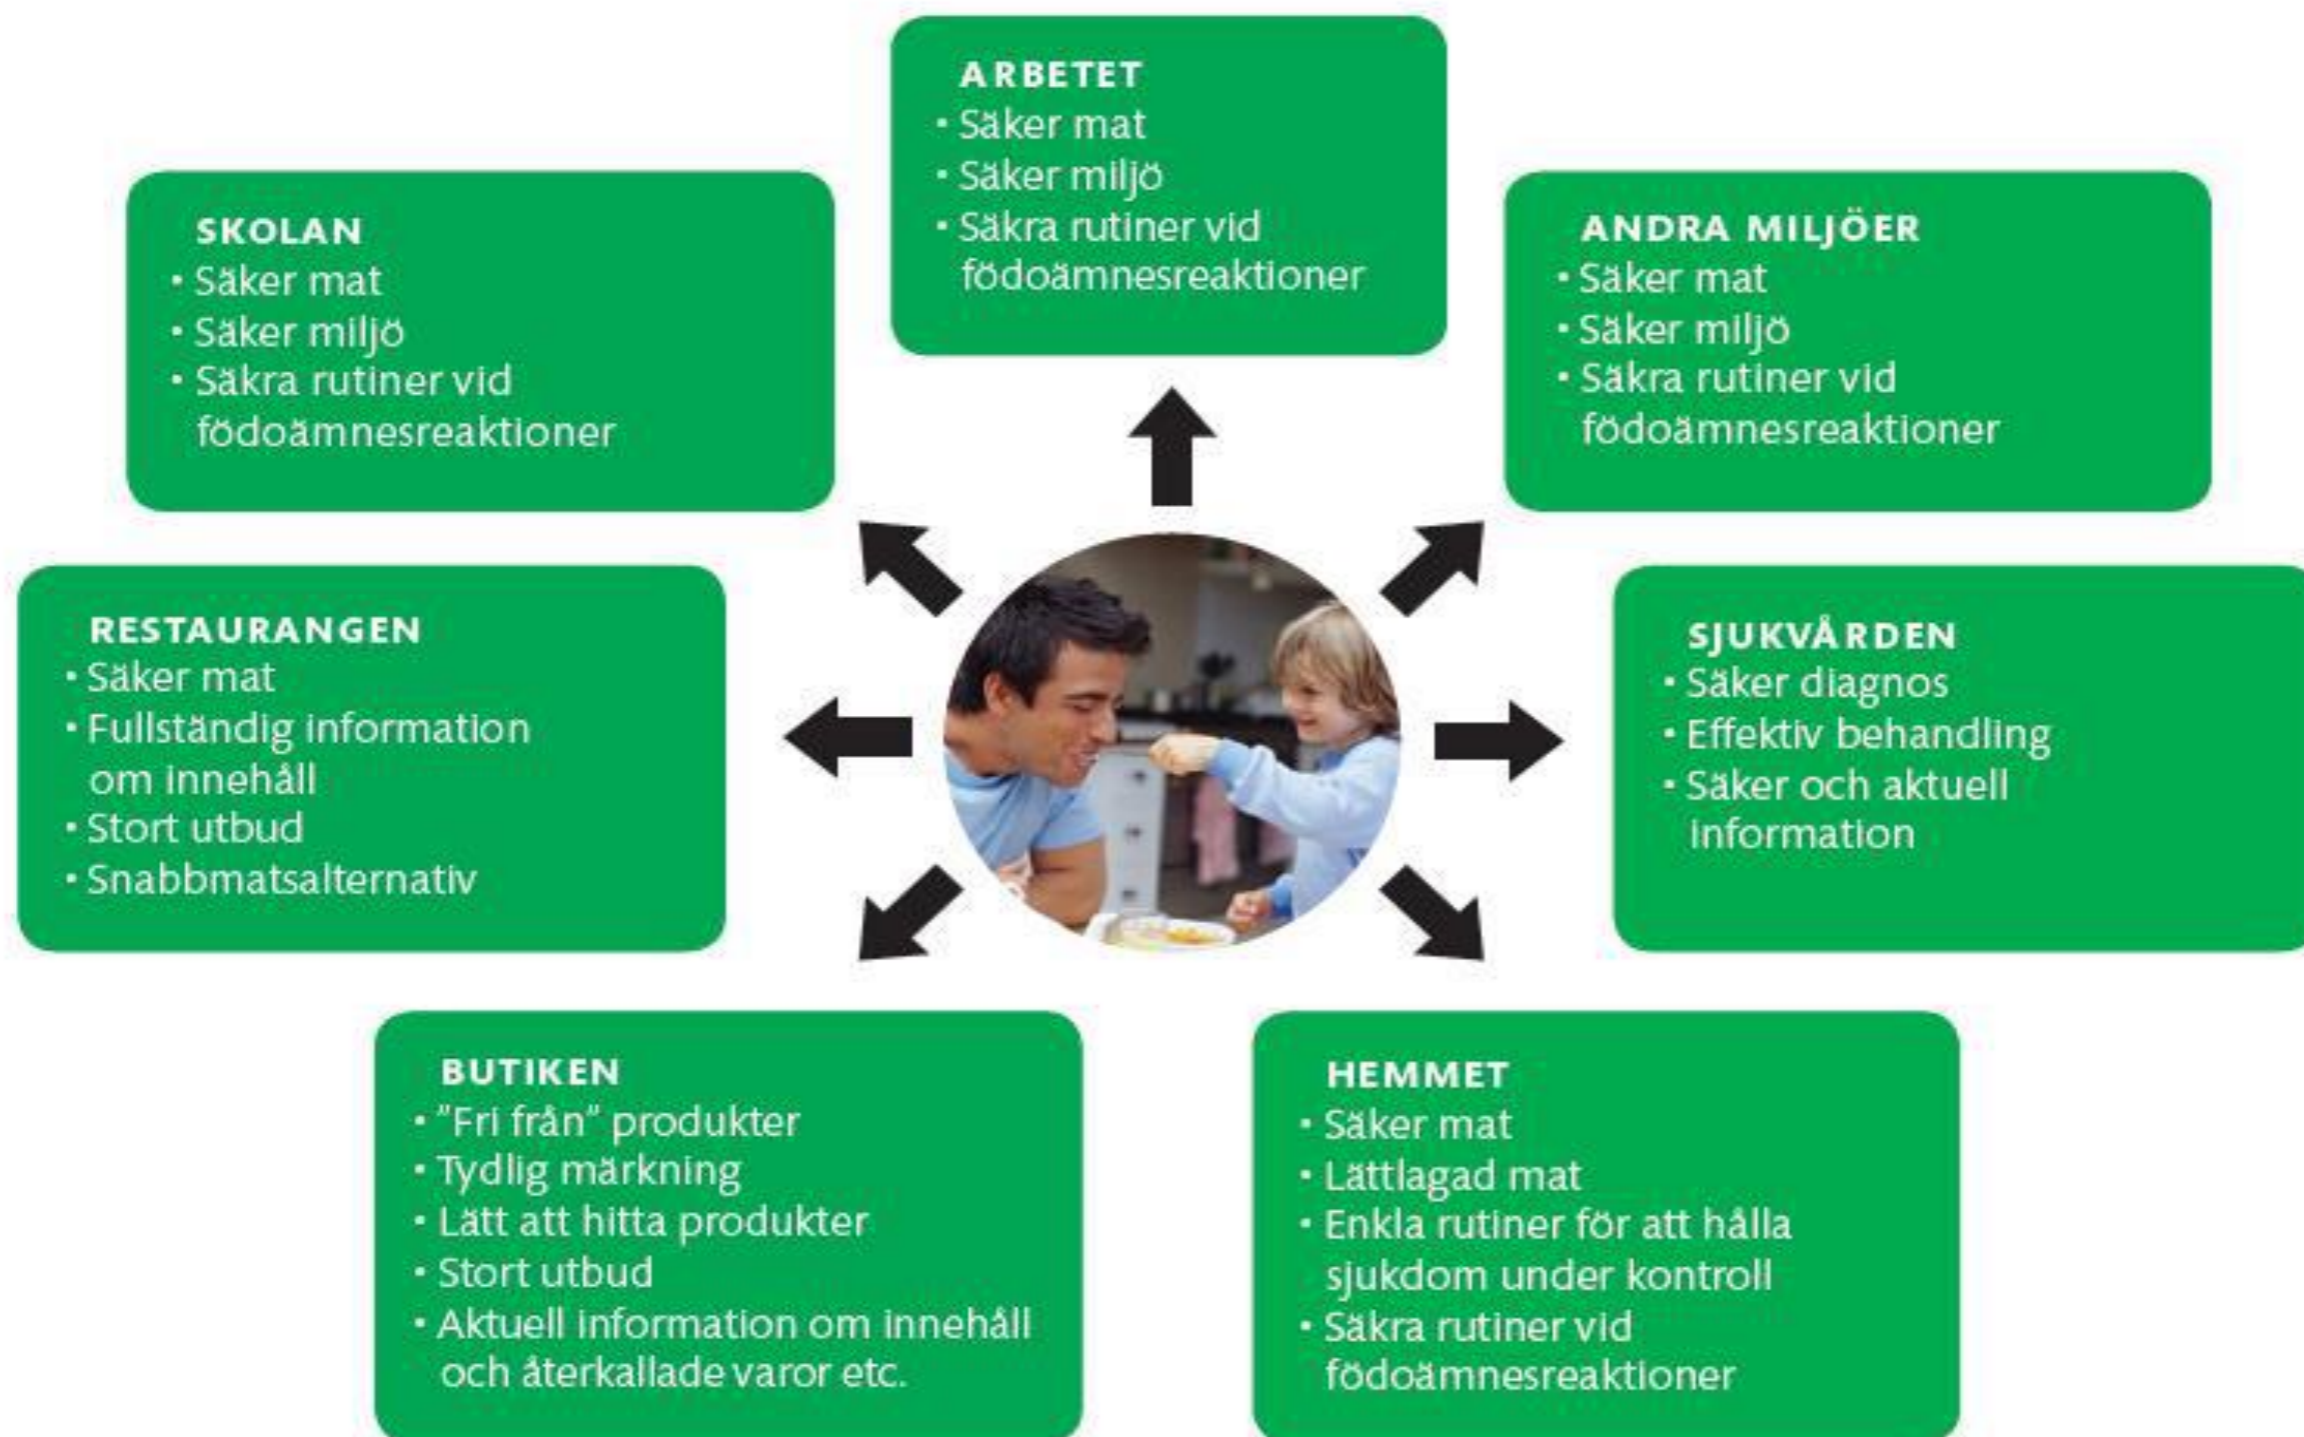 ARBETET
· Säker mat
· Säker miljö
· Säkra rutiner vid
födoämnesreaktioner
SKOLAN
· Säker mat
· Säker miljö
· Säkra rutiner vid
födoämnesreaktioner
ANDRA MILJÖER
· Säker mat
· Säker miljö
· Säkra rutiner vid
födoämnesreaktioner
RESTAURANGEN
· Säker mat
· Fullständig information
om innehåll
· Stort utbud
· Snabbmatsalternativ
SJUKVÅRDEN
· Säker diagnos
· Effektiv behandling
· Säker och aktuell
information
BUTIKEN
· ”Fri från” produkter
· Tydlig märkning
· Lätt att hitta produkter
· Stort utbud
· Aktuell information om innehåll
och återkallade varor etc.
HEMMET
· Säker mat
· Lättlagad mat
· Enkla rutiner för att hålla
sjukdom under kontroll
· Säkra rutiner vid
födoämnesreaktioner